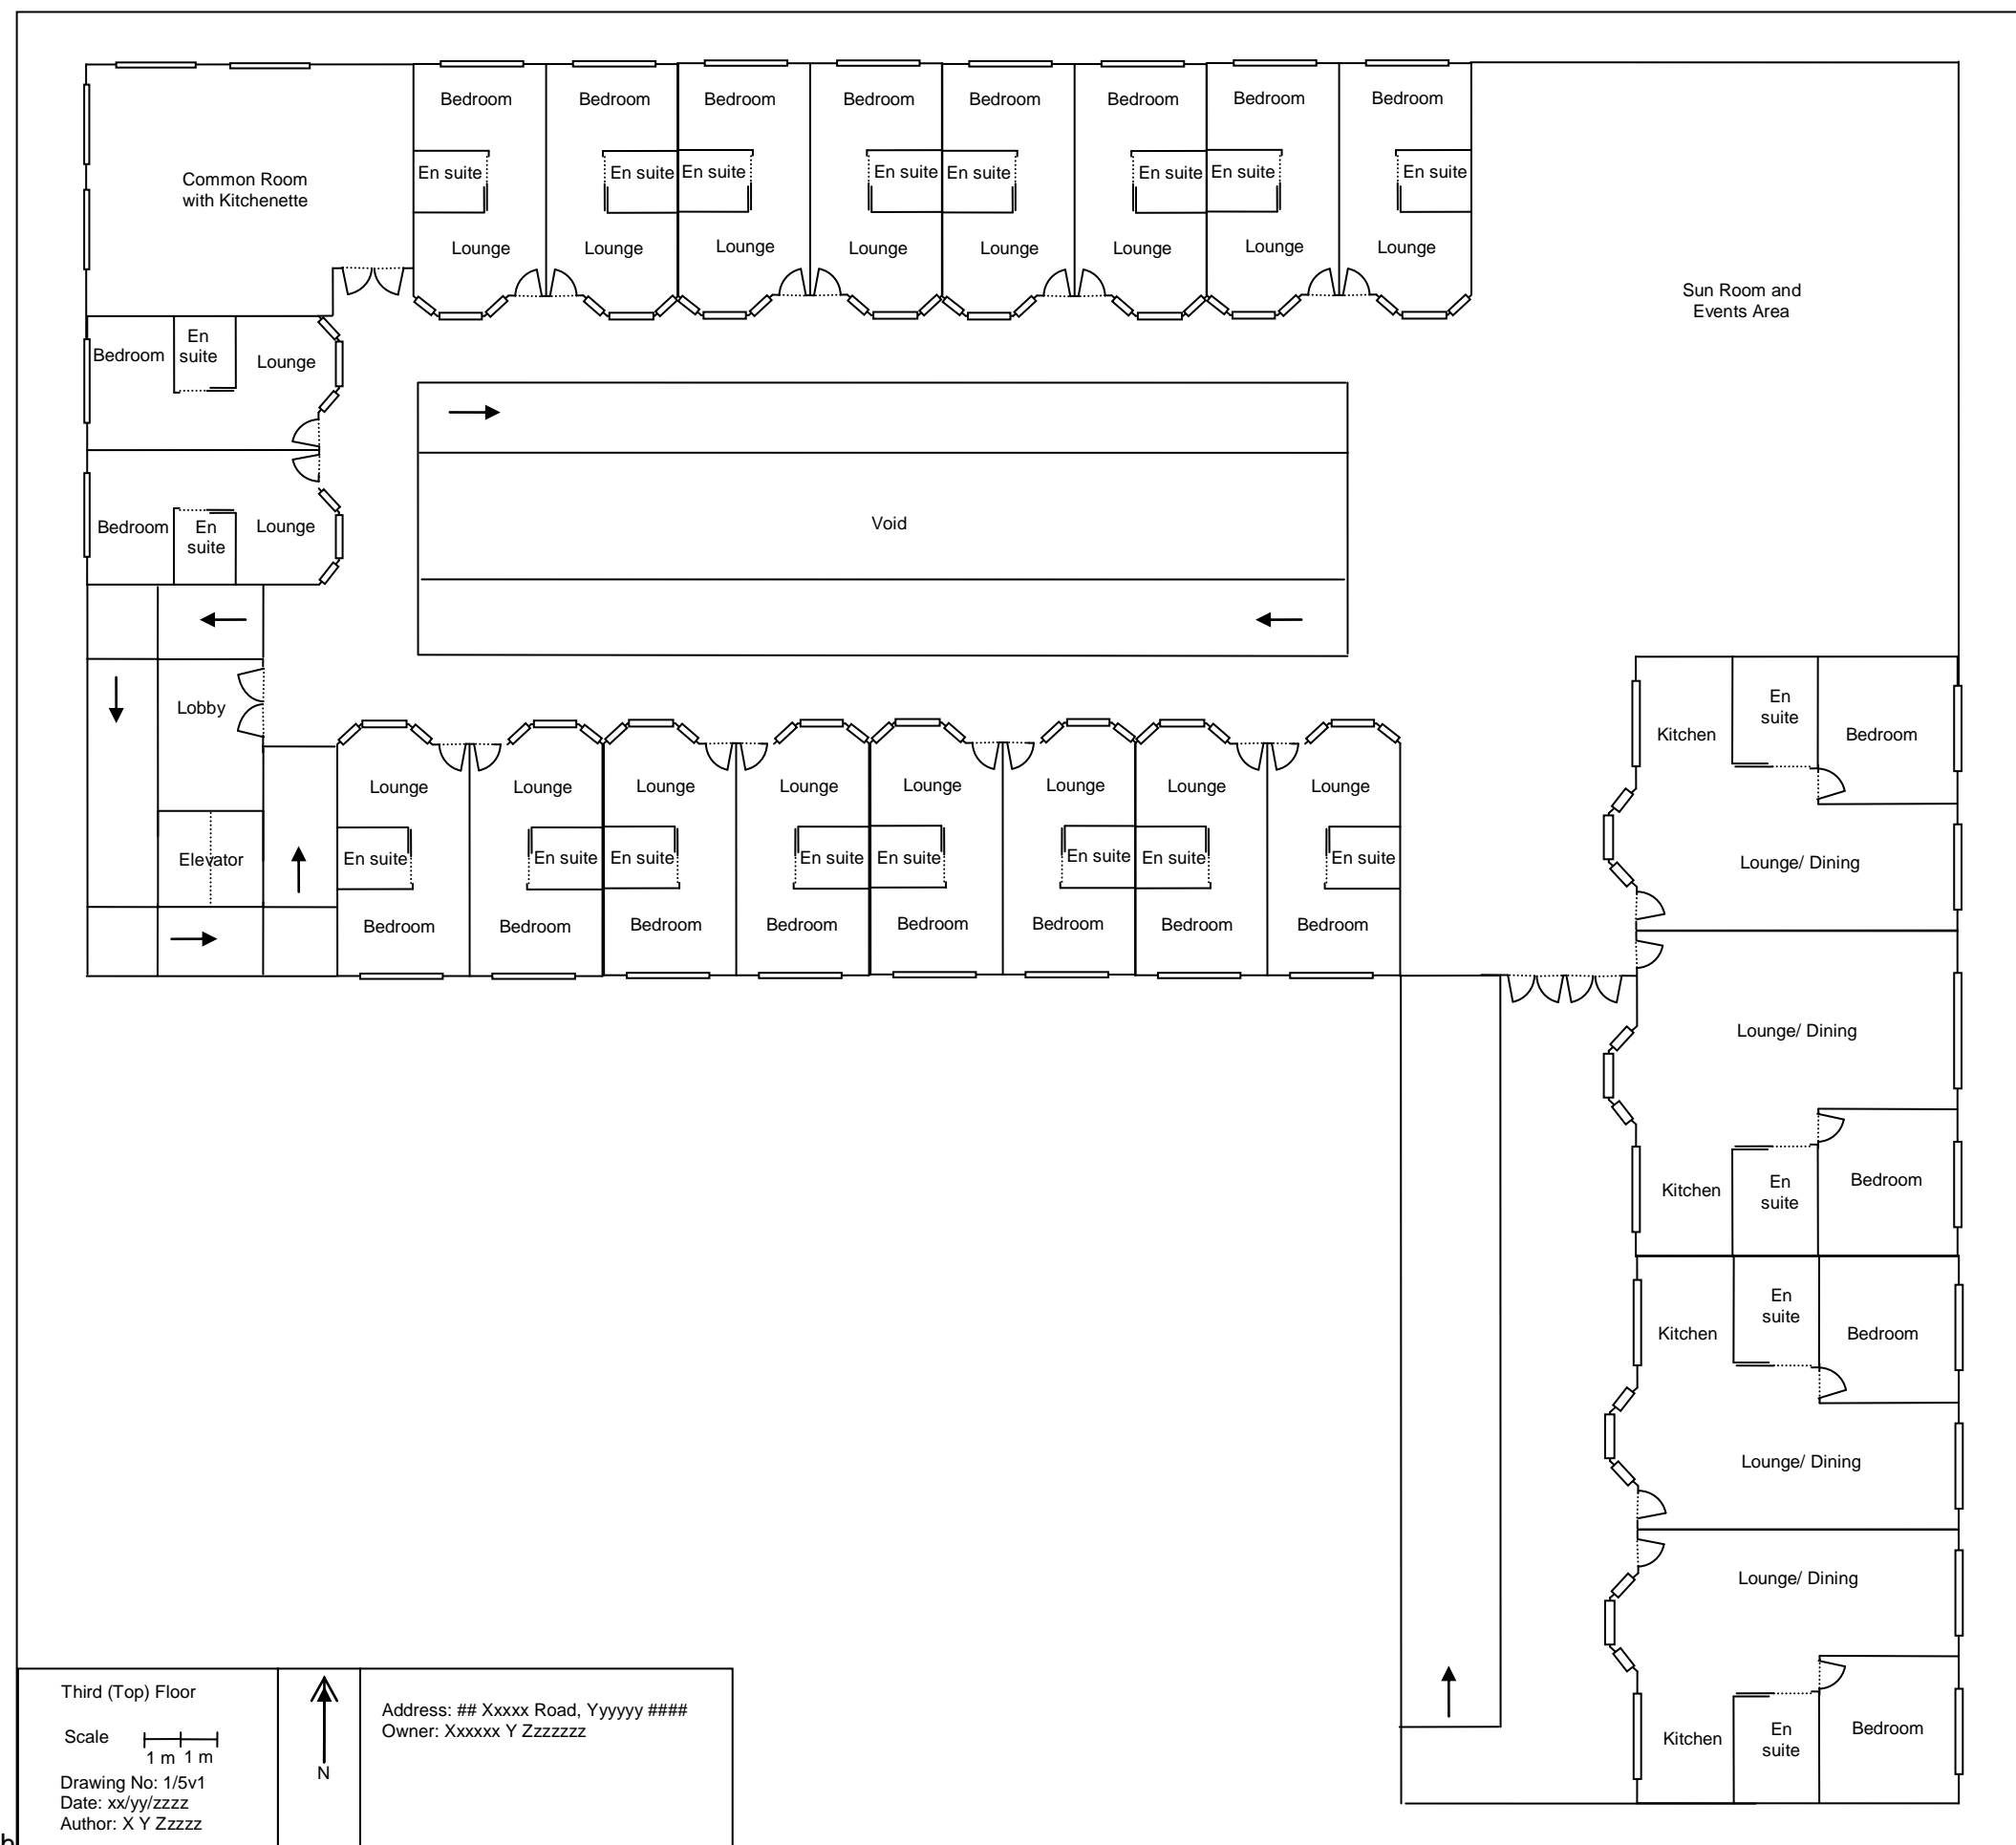 Bedroom Bedroom Bedroom Bedroom Bedroom Bedroom Bedroom Bedroom
Common Room
with Kitchenette
En suite En suite En suite En suite En suite En suite En suite En suite
Lounge Lounge Lounge Lounge Lounge Lounge Lounge Lounge
Sun Room and
Events Area
Bedroom
En
suite
Lounge
Bedroom
En
suite
Lounge
Void
Lobby
Elevator
Lounge Lounge Lounge Lounge Lounge Lounge Lounge Lounge
En suite En suite En suite En suite En suite En suite En suite En suite
Bedroom Bedroom Bedroom Bedroom Bedroom Bedroom Bedroom Bedroom
Kitchen
En
suite
Bedroom
Lounge/ Dining
Lounge/ Dining
Kitchen
En
suite
Bedroom
Kitchen
En
suite
Bedroom
Lounge/ Dining
Lounge/ Dining
Kitchen
En
suite
Bedroom
Third (Top) Floor
Scale
1 m 1 m
Drawing No: 1/5v1
Date: xx/yy/zzzz
Author: X Y Zzzzz
N
Address: ## Xxxxx Road, Yyyyyy ####
Owner: Xxxxxx Y Zzzzzzz